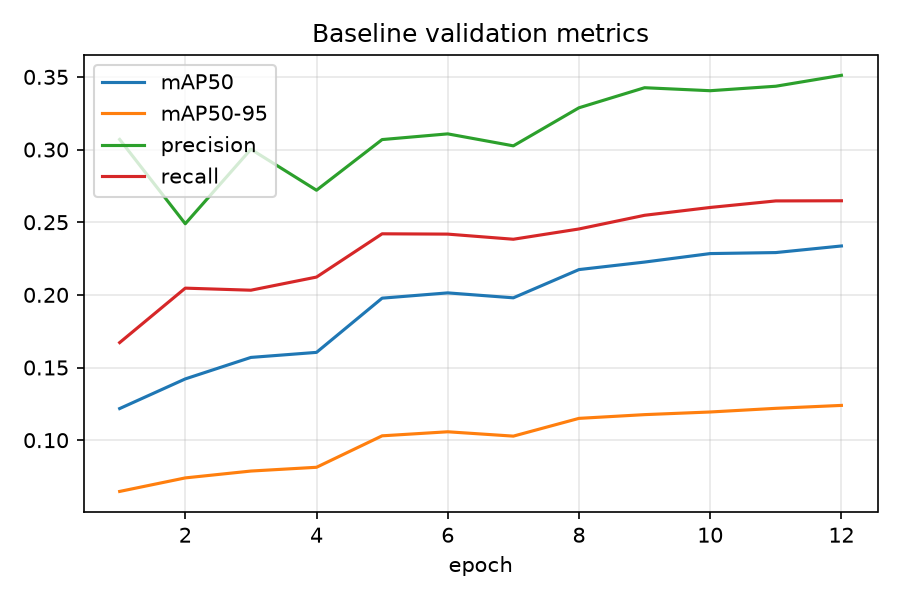 Baseline validation metrics
mAP50
mAP50-95
precision
recall
0.35
0.30
0.25
0.20
0.15
0.10
2 4 6 8 10 12
epoch